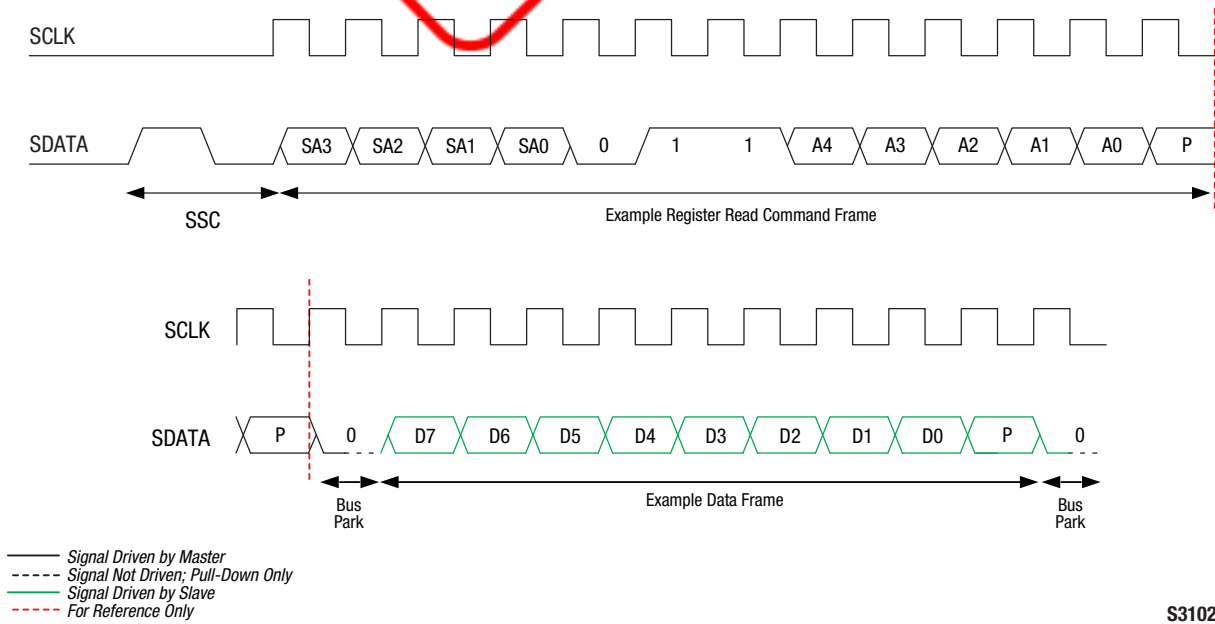 SCLK
SDATA SA3 SA2 SA1 SA0 0 1 1 A4 A3 A2 A1 A0 P
SSC
Example Register Read Command Frame
SCLK
SDATA P 0 D7 D6 D5 D4 D3 D2 D1 D0 P 0
Bus Park
Example Data Frame
Bus Park
Signal Driven by Master
Signal Not Driven; Pull-Down Only
Signal Driven by Slave
For Reference Only
S3102